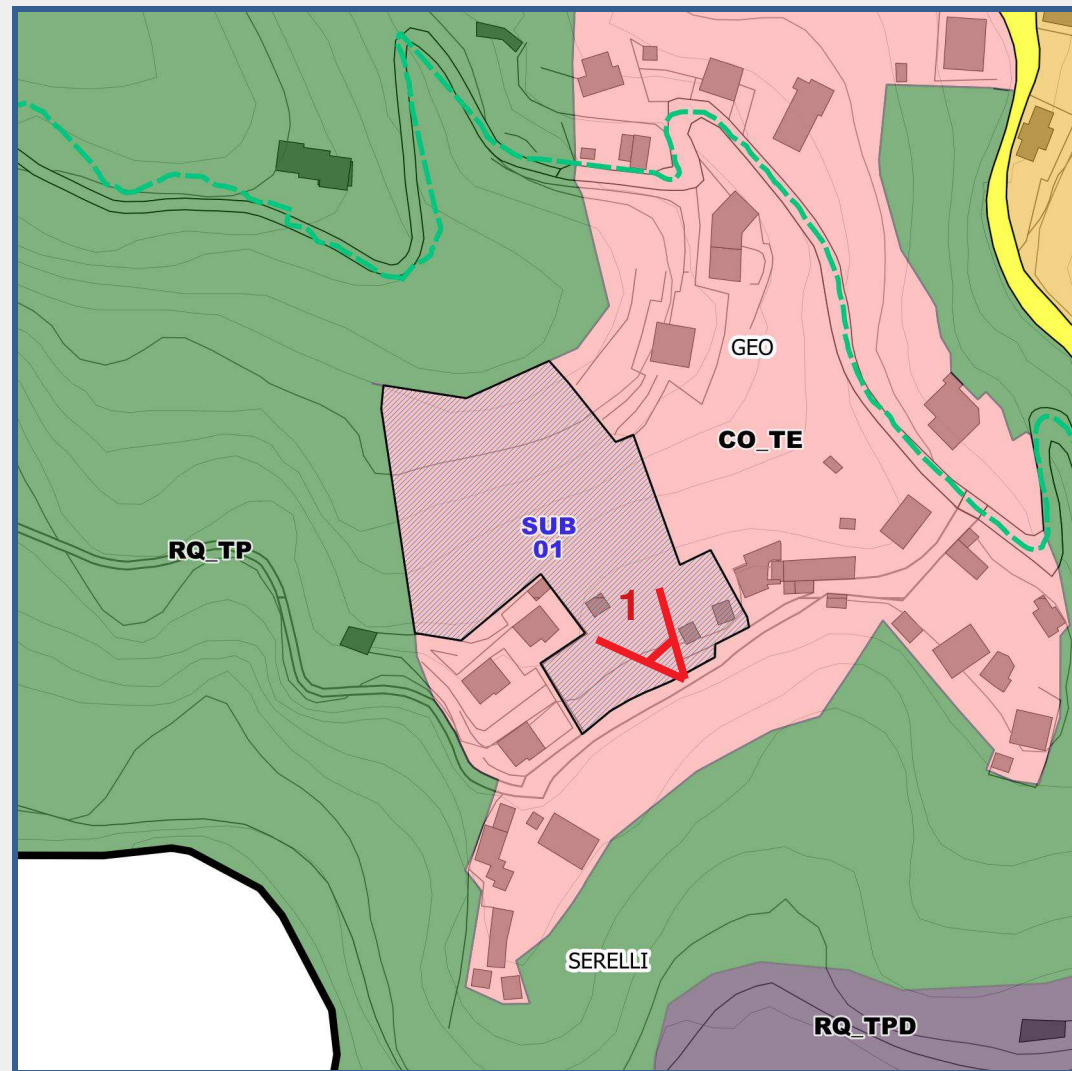 GEO
CO_TE
SUB
01
RQ_TP
1
SERELLI
RQ_TPD